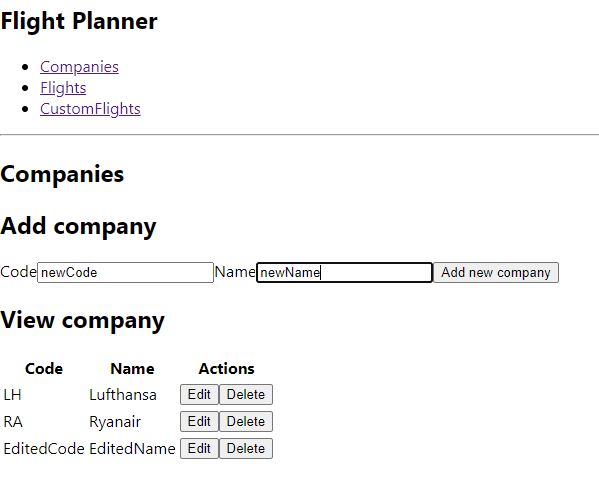 Flight Planner
Companies
Flights
CustomFlights
Companies
Add company
Code newCode Name newName Add new company
View company
Code Name Actions
LH Lufthansa Edit Delete
RA Ryanair Edit Delete
EditedCode EditedName Edit Delete